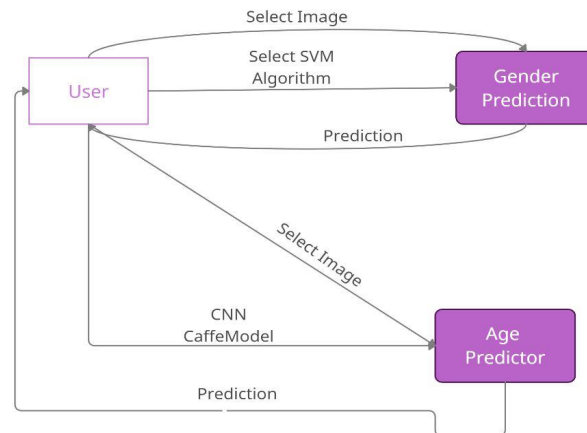 Select Image
Select SVM
Algorithm
User
Gender
Prediction
Prediction
Select Image
CNN
CaffeModel
Age
Predictor
Prediction